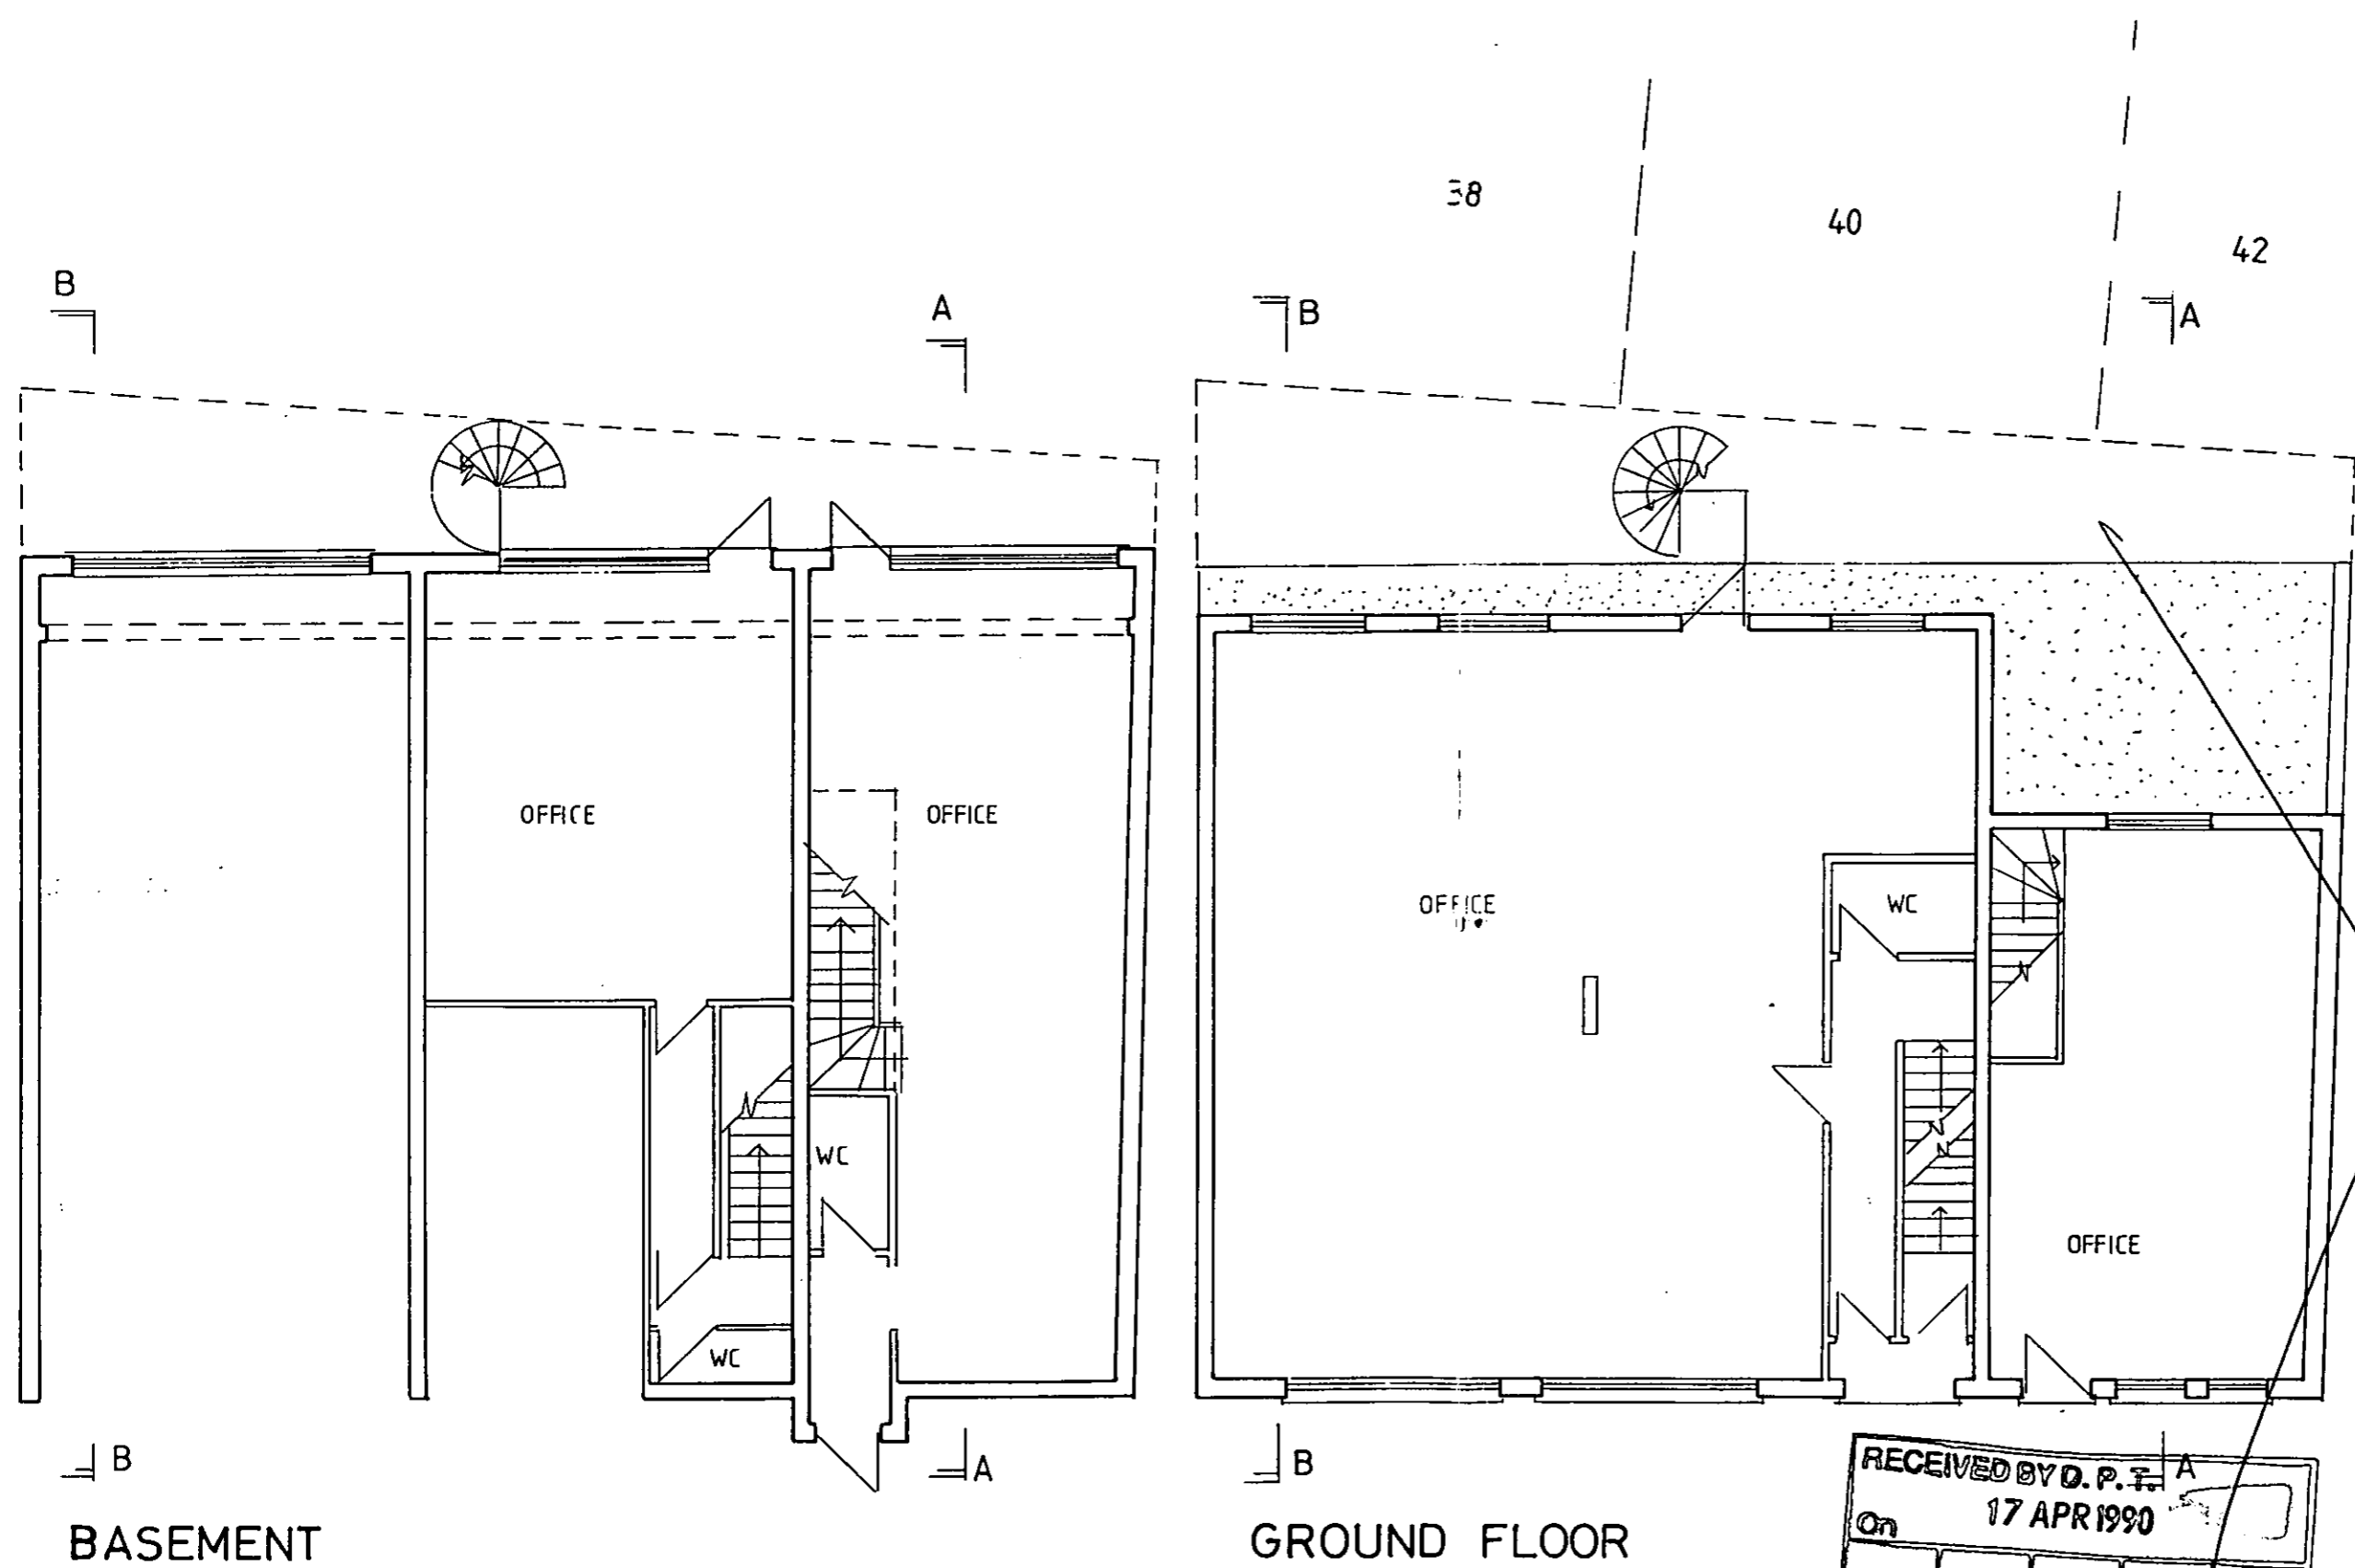 38
40
42
B
A
B
A
OFFICE
OFFICE
OFFICE
WC
WC
OFFICE
WC
B
A
B
A
BASEMENT
GROUND FLOOR
RECEIVED BY D. P. T.
On 17 APR 1990